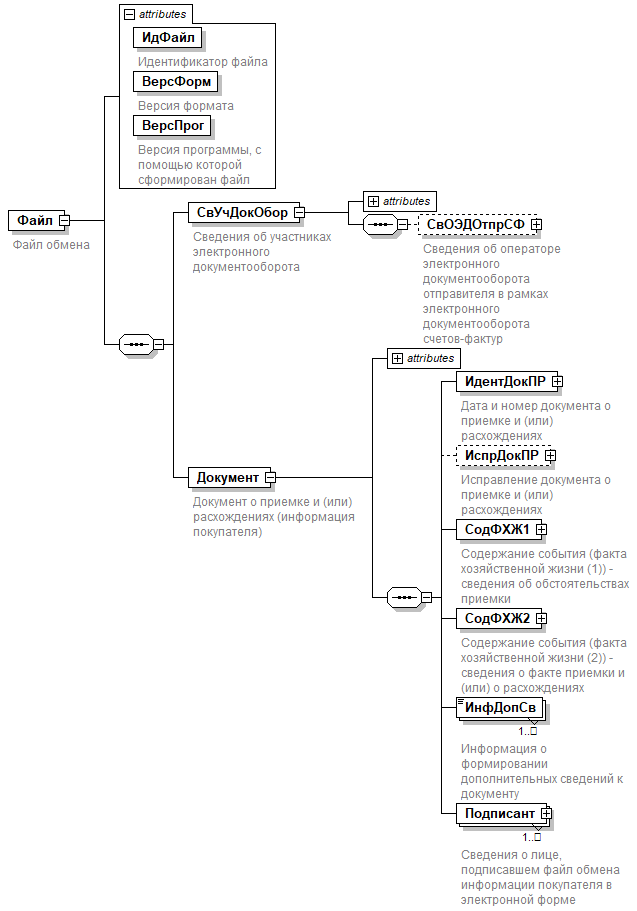 attributes
ИдФайл
Идентификатор файла
ВерсФорм
Версия формата
ВерсПрог
Версия программы, с
помощью которой
сформирован файл
Файл
Файл обмена
СвУчДокОбор
Сведения об участниках
электронного
документооборота
attributes
СвОЭДОтпрСФ
Сведения об операторе
электронного
документооборота
отправителя в рамках
электронного
документооборота
счетов-фактур
Документ
Документ о приемке и (или)
расхождениях (информация
покупателя)
attributes
ИдентДокПР
Дата и номер документа о
приемке и (или)
расхождениях
ИспрДокПР
Исправление документа о
приемке и (или)
расхождениях
СодФХЖ1
Содержание события (факта
хозяйственной жизни (1)) -
сведения об обстоятельствах
приемки
СодФХЖ2
Содержание события (факта
хозяйственной жизни (2)) -
сведения о факте приемки и
(или) о расхождениях
ИнфДопСв
1..□
Информация о
формировании
дополнительных сведений к
документу
Подписант
1..□
Сведения о лице,
подписавшем файл обмена
информации покупателя в
электронной форме